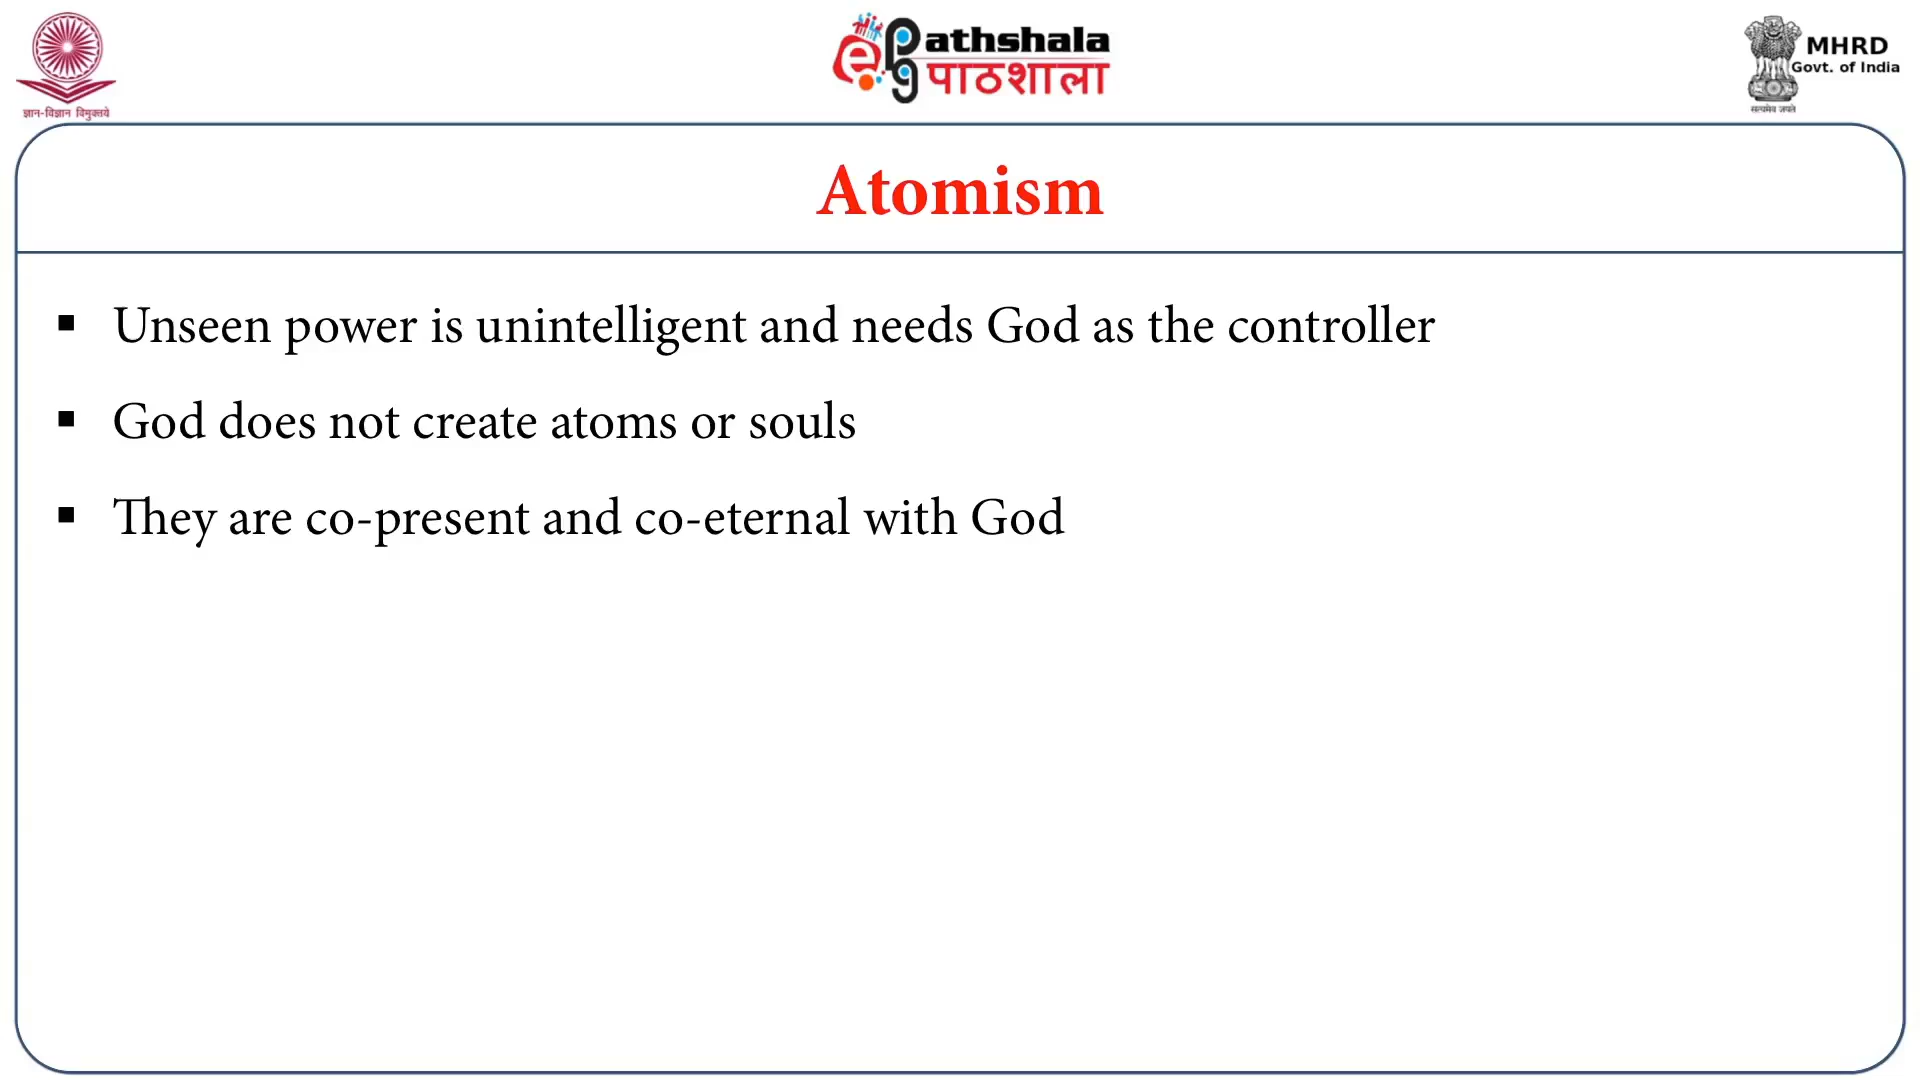 ज्ञान-विज्ञान विमुक्तये
ePathshala
पाठशाला
MHRD
Govt. of India
सत्यमेव जयते
Atomism
▪ Unseen power is unintelligent and needs God as the controller
▪ God does not create atoms or souls
▪ They are co-present and co-eternal with God